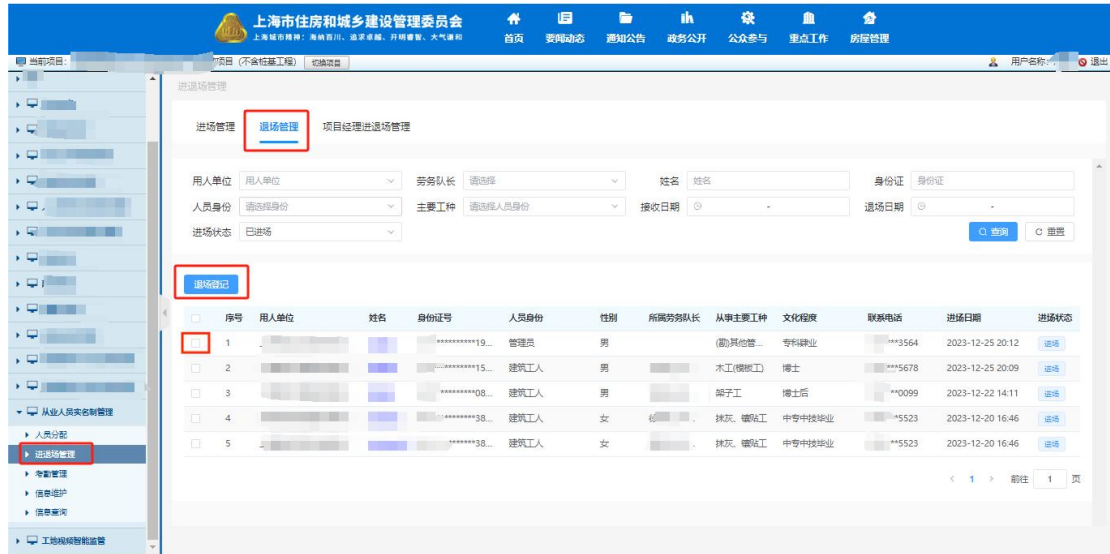 上海市住房和城乡建设管理委员会
上海城市精神：海纳百川、追求卓越、开明睿智、大气谦和
首页 要闻动态 通知公告 政务公开 公众参与 重点工作 房屋管理
当前项目： 项目（不含桩基工程） 切换项目 用户名称： 退出
进退场管理
进场管理 退场管理 项目经理进退场管理
用人单位 用人单位 劳务队长 请选择 姓名 姓名 身份证 身份证
人员身份 请选择身份 主要工种 请选择人员身份 接收日期 - 退场日期 -
进场状态 已进场 查询 重置
退场登记
序号 用人单位 姓名 身份证号 人员身份 性别 所属劳务队长 从事主要工种 文化程度 联系电话 进场日期 进场状态
1 **********19... 管理员 男 (勘)其他管... 专科肄业 ***3564 2023-12-25 20:12 进场
2 **********15... 建筑工人 男 木工(模板工) 博士 ***5678 2023-12-25 20:09 进场
3 *********08... 建筑工人 男 架子工 博士后 **0099 2023-12-22 14:11 进场
4 *********38... 建筑工人 女 抹灰、镶贴工 中专中技毕业 **5523 2023-12-20 16:46 进场
5 *******38... 建筑工人 女 抹灰、镶贴工 中专中技毕业 **5523 2023-12-20 16:46 进场
1 前往 1 页
从业人员实名制管理
人员分配
进退场管理
考勤管理
信息维护
信息查询
工地视频智能监管